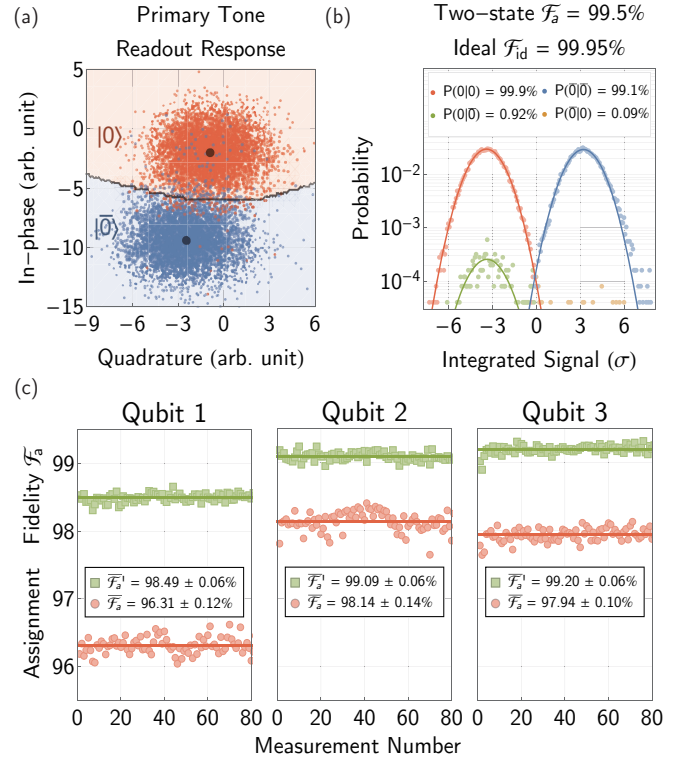 (a)
Primary Tone
Readout Response
5
0
−5
−10
−15
−9
−6
−3
0
3
6
|0⟩
|0̅⟩
In−phase (arb. unit)
Quadrature (arb. unit)
(b)
Two−state ℱₐ = 99.5%
Ideal ℱ_id = 99.95%
P(0|0) = 99.9%
P(0̅|0̅) = 99.1%
P(0|0̅) = 0.92%
P(0̅|0) = 0.09%
Probability
10⁻²
10⁻³
10⁻⁴
−6
−3
0
3
6
Integrated Signal (σ)
(c)
Qubit 1
Qubit 2
Qubit 3
Assignment Fidelity ℱₐ
99
98
97
96
ℱ̅ₐ' = 98.49 ± 0.06%
ℱ̅ₐ = 96.31 ± 0.12%
ℱ̅ₐ' = 99.09 ± 0.06%
ℱ̅ₐ = 98.14 ± 0.14%
ℱ̅ₐ' = 99.20 ± 0.06%
ℱ̅ₐ = 97.94 ± 0.10%
0 20 40 60 80
0 20 40 60 80
0 20 40 60 80
Measurement Number